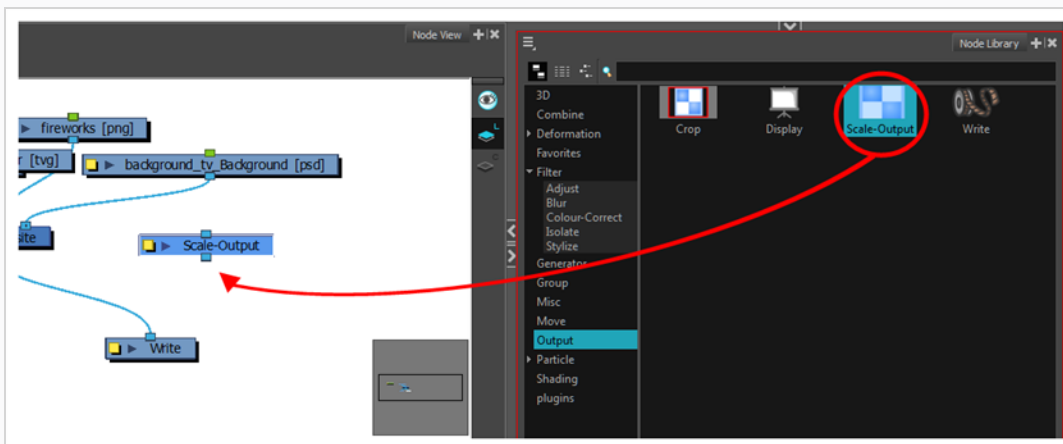 Node View
fireworks [png]
r [tvg]
background_tv_Background [psd]
site
Scale-Output
Write
L
C
Node Library
3D
Combine
Deformation
Favorites
Filter
Adjust
Blur
Colour-Correct
Isolate
Stylize
Generator
Group
Misc
Move
Output
Particle
Shading
plugins
Crop
Display
Scale-Output
Write